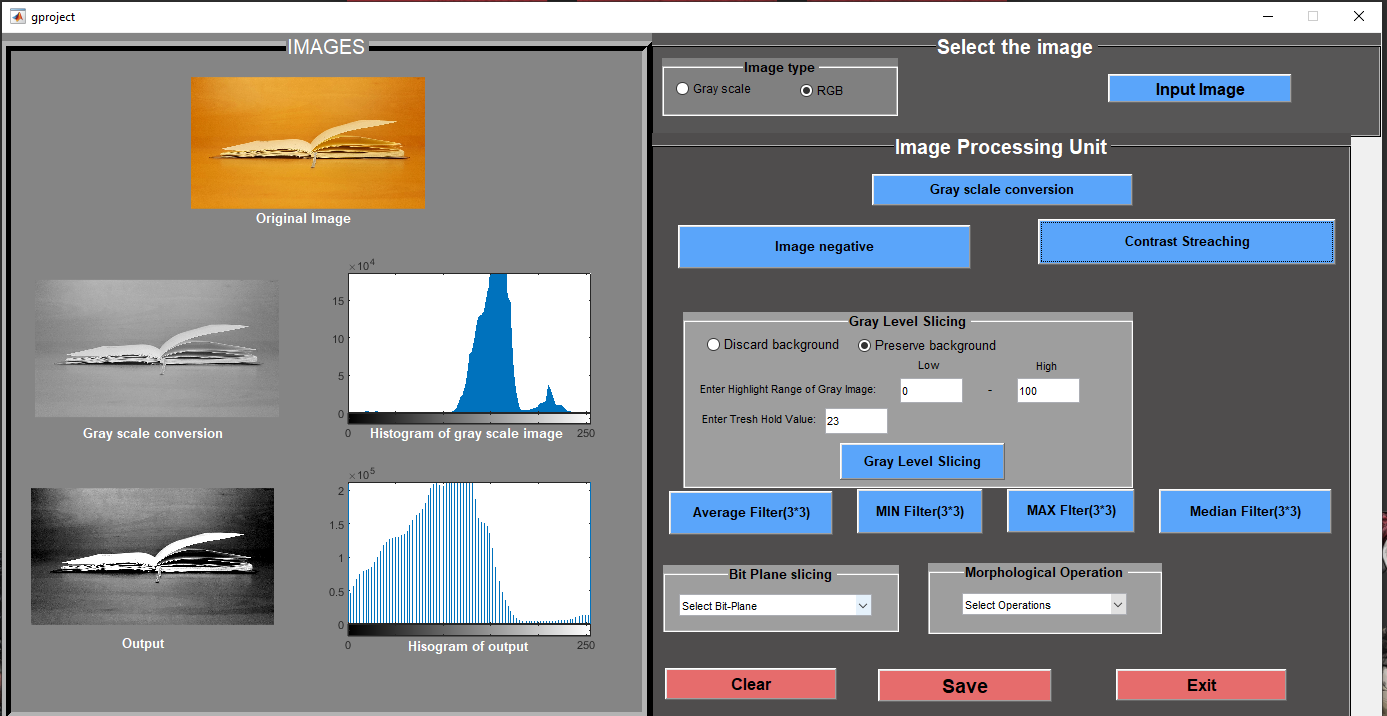 gproject
IMAGES
Original Image
Gray scale conversion
×10^4
15
10
5
0
0 250
Histogram of gray scale image
Output
×10^5
2
1.5
1
0.5
0
0 250
Hisogram of output
Select the image
Image type
Gray scale RGB
Input Image
Image Processing Unit
Gray sclale conversion
Image negative
Contrast Streaching
Gray Level Slicing
Discard background Preserve background
Low High
Enter Highlight Range of Gray Image: 0 - 100
Enter Tresh Hold Value: 23
Gray Level Slicing
Average Filter(3*3) MIN Filter(3*3) MAX FIter(3*3) Median Filter(3*3)
Bit Plane slicing
Select Bit-Plane
Morphological Operation
Select Operations
Clear Save Exit